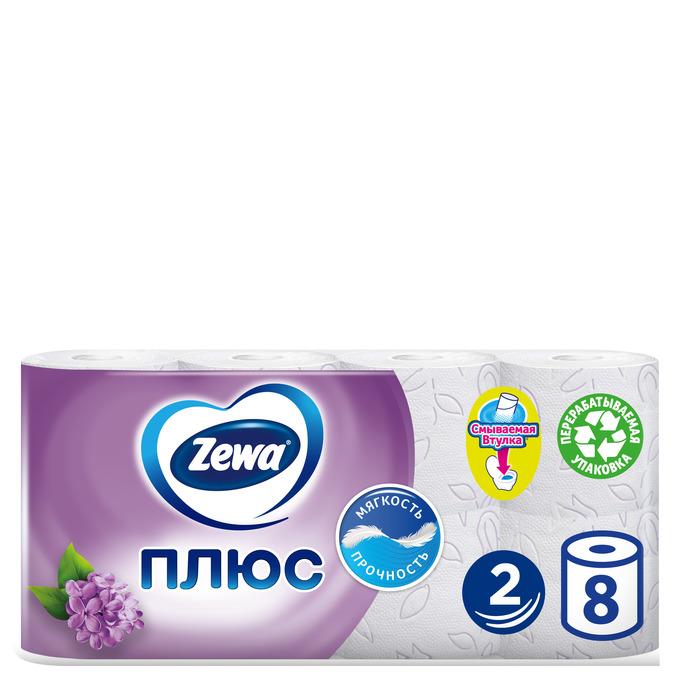 Zewa®
ПЛЮС
МЯГКОСТЬ
ПРОЧНОСТЬ
Смываемая
Втулка
ПЕРЕРАБАТЫВАЕМАЯ
УПАКОВКА
2
8